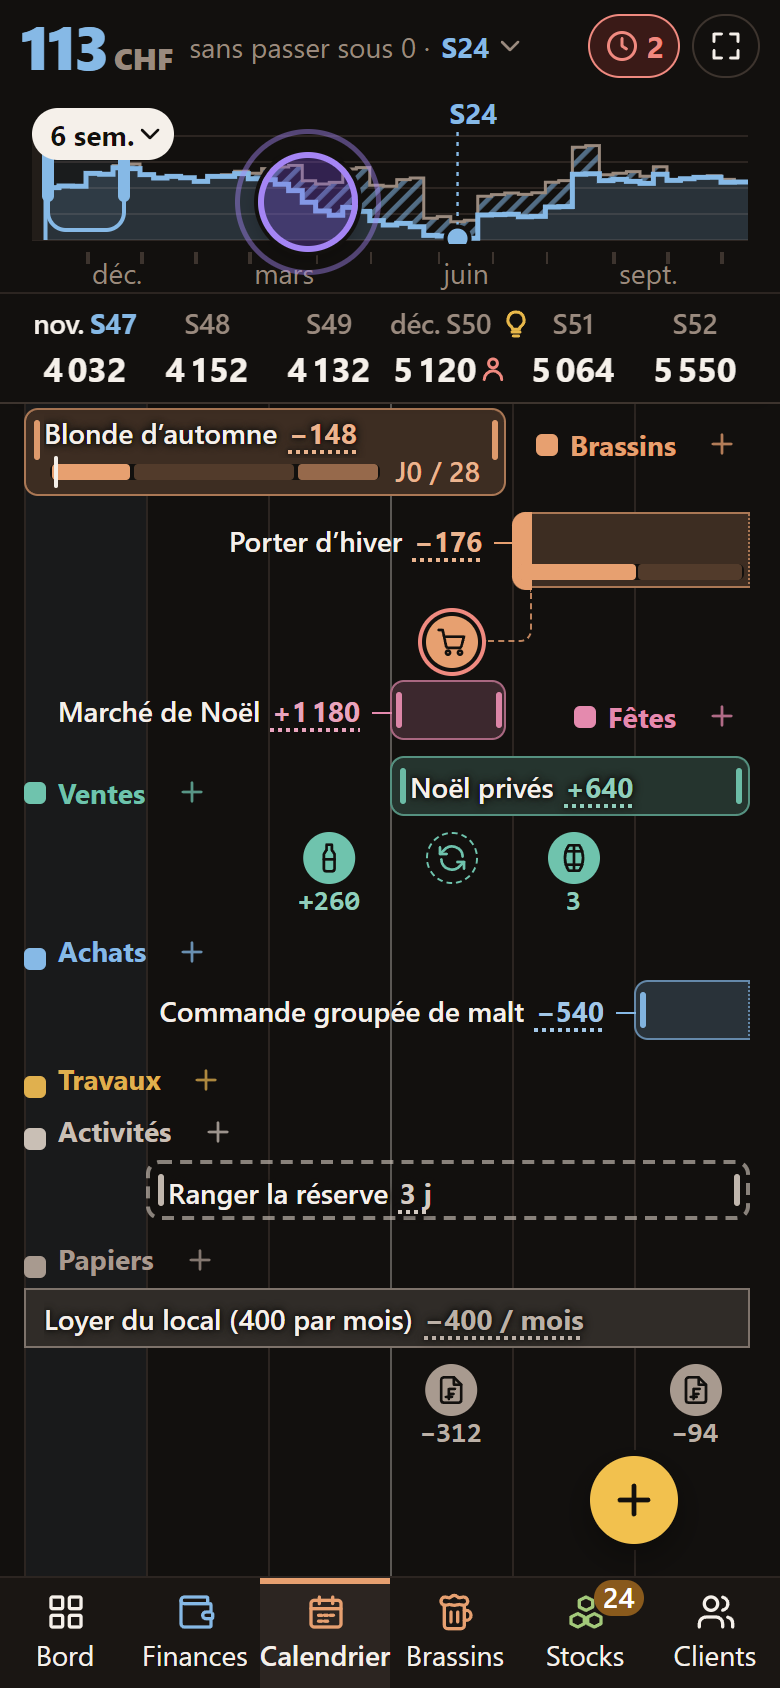 113 CHF sans passer sous 0 · S24
2
S24
6 sem.
déc. mars juin sept.
nov. S47 S48 S49 déc. S50 S51 S52
4 032 4 152 4 132 5 120 5 064 5 550
Blonde d’automne −148
J0 / 28
Brassins +
Porter d’hiver −176
Marché de Noël +1 180
Fêtes +
Ventes +
Noël privés +640
+260 3
Achats +
Commande groupée de malt −540
Travaux +
Activités +
Ranger la réserve 3 j
Papiers +
Loyer du local (400 par mois) −400 / mois
−312 −94
+
24
Bord Finances Calendrier Brassins Stocks Clients